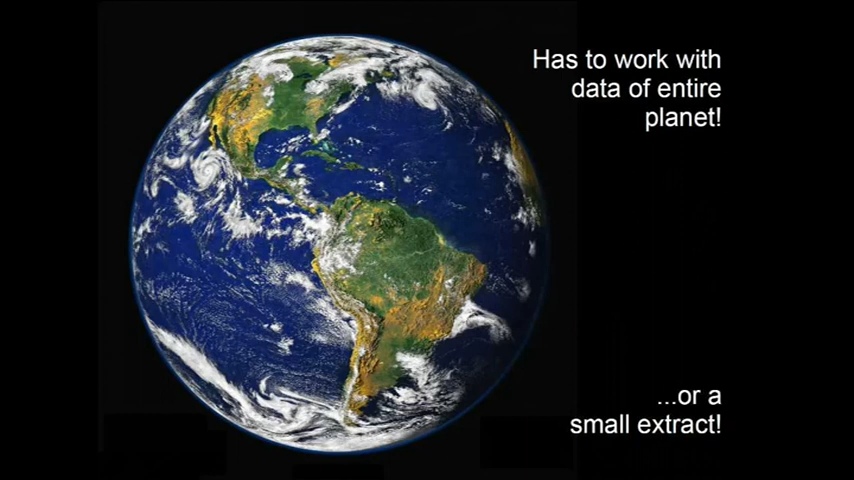 Has to work with
data of entire
planet!
...or a
small extract!